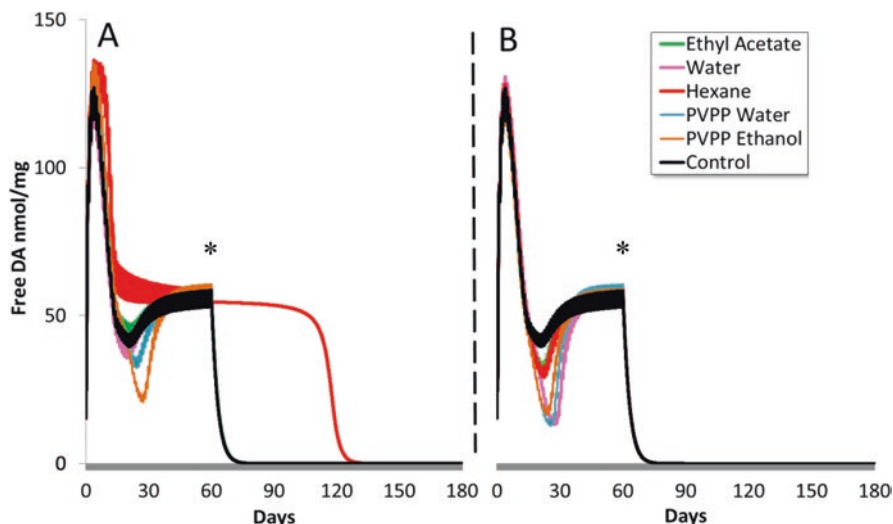 A
B
Ethyl Acetate
Water
Hexane
PVPP Water
PVPP Ethanol
Control
*
*
Free DA nmol/mg
150
100
50
0
0 30 60 90 120 150 180
0 30 60 90 120 150 180
Days
Days